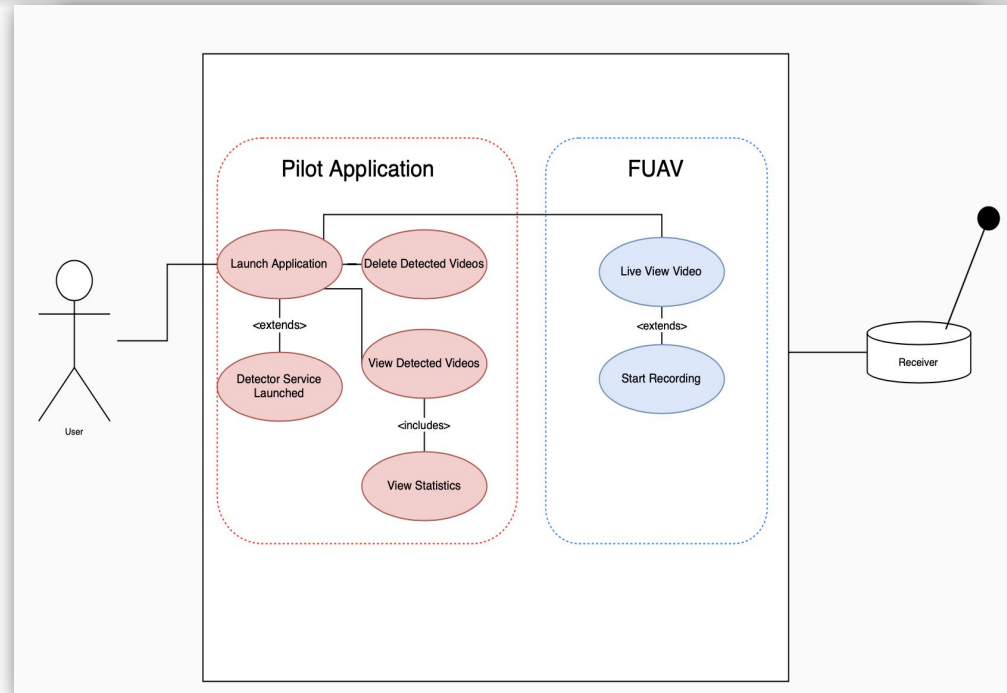 Pilot Application
FUAV
Launch Application
Delete Detected Videos
Live View Video
<extends>
<extends>
View Detected Videos
Detector Service
Launched
Start Recording
Receiver
<includes>
User
View Statistics